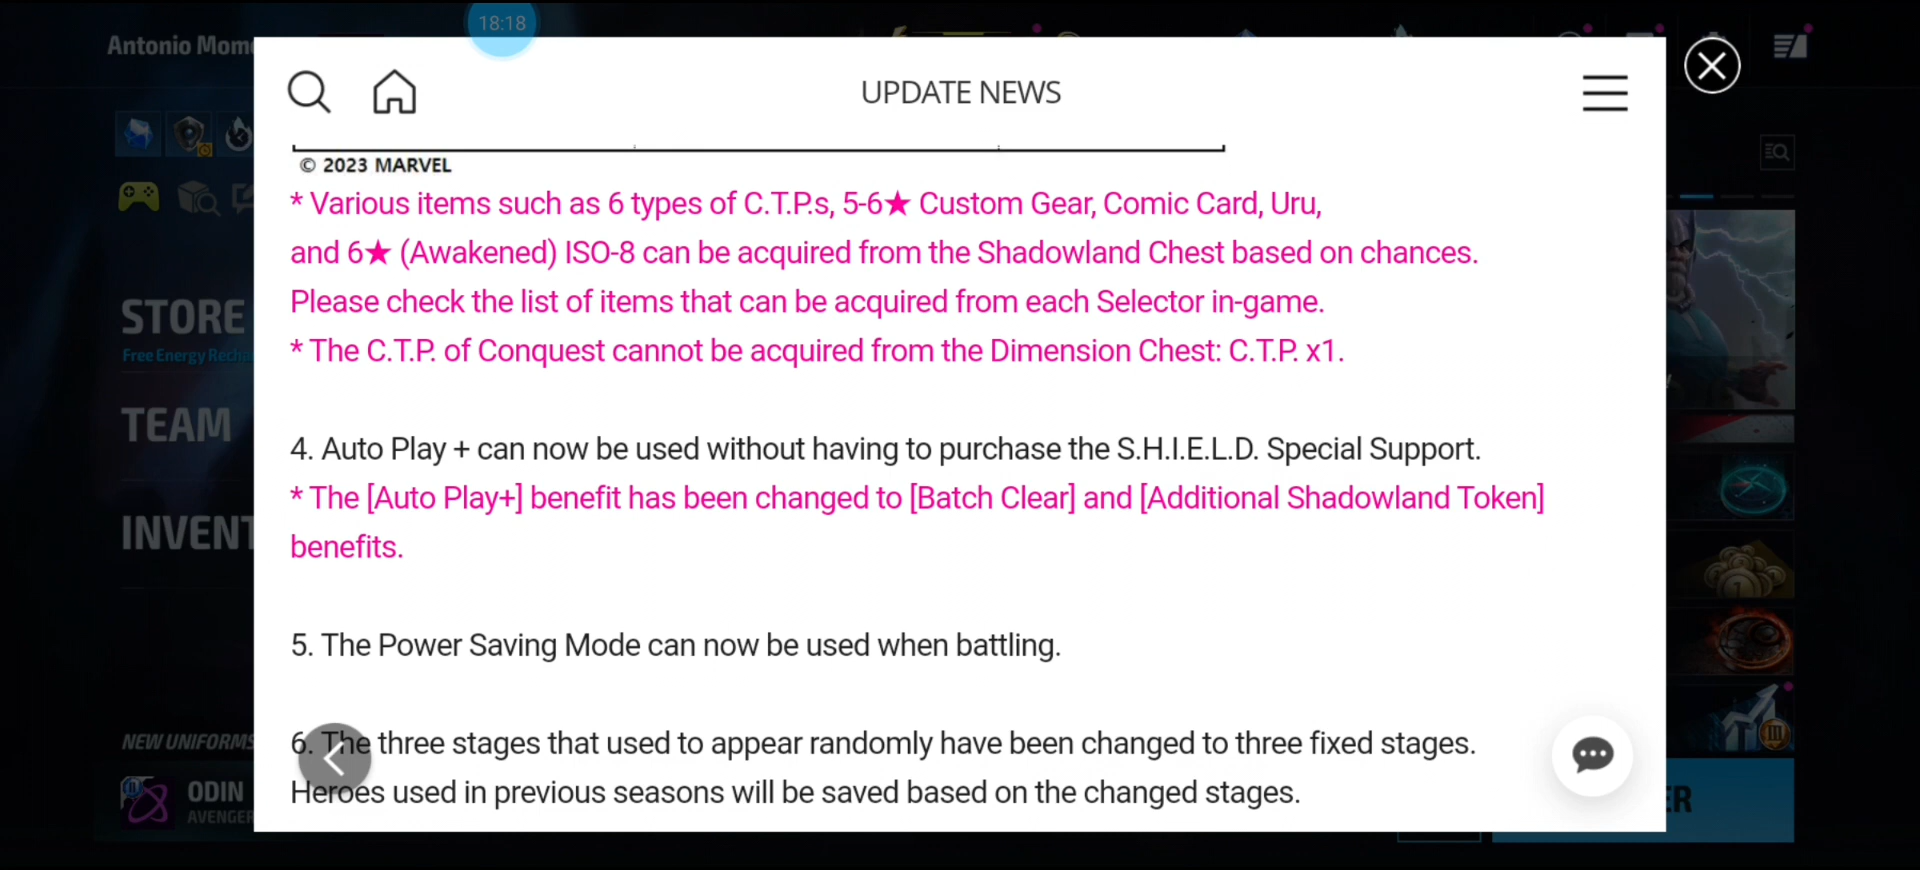 18:18
Antonio Mom
UPDATE NEWS
© 2023 MARVEL
* Various items such as 6 types of C.T.P.s, 5-6★ Custom Gear, Comic Card, Uru,
and 6★ (Awakened) ISO-8 can be acquired from the Shadowland Chest based on chances.
Please check the list of items that can be acquired from each Selector in-game.
* The C.T.P. of Conquest cannot be acquired from the Dimension Chest: C.T.P. x1.
STORE
Free Energy Recha
TEAM
4. Auto Play + can now be used without having to purchase the S.H.I.E.L.D. Special Support.
* The [Auto Play+] benefit has been changed to [Batch Clear] and [Additional Shadowland Token]
benefits.
INVENT
5. The Power Saving Mode can now be used when battling.
6. The three stages that used to appear randomly have been changed to three fixed stages.
Heroes used in previous seasons will be saved based on the changed stages.
NEW UNIFORMS
ODIN
AVENGER
ER